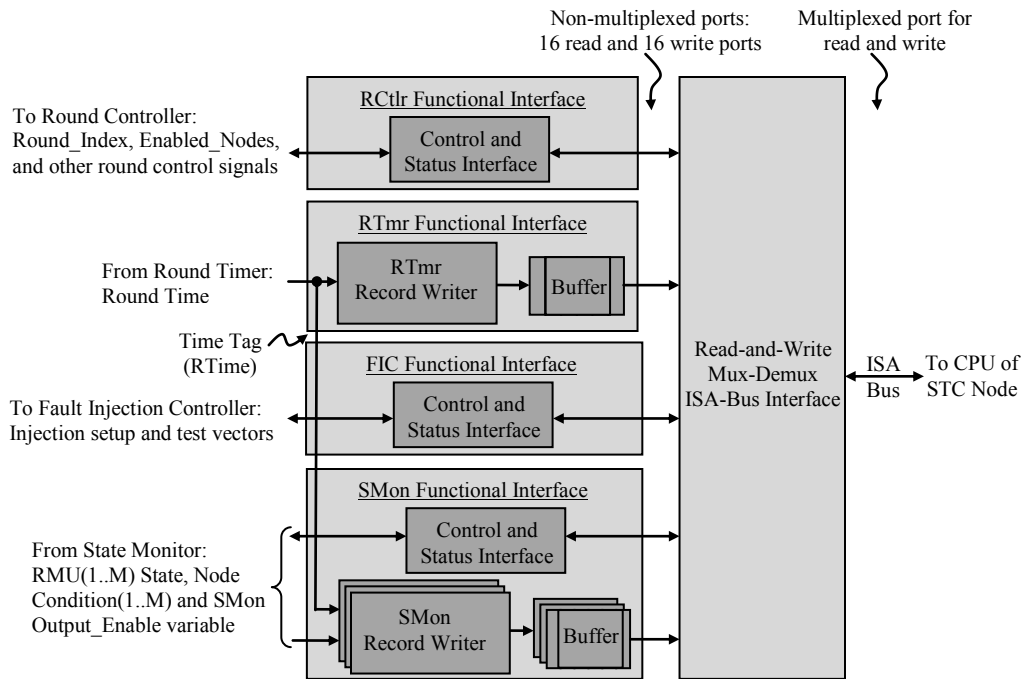 Non-multiplexed ports:
16 read and 16 write ports
Multiplexed port for
read and write
RCtlr Functional Interface
To Round Controller:
Round_Index, Enabled_Nodes,
and other round control signals
Control and
Status Interface
RTmr Functional Interface
From Round Timer:
Round Time
RTmr
Record Writer
Buffer
Time Tag
(RTime)
FIC Functional Interface
To Fault Injection Controller:
Injection setup and test vectors
Control and
Status Interface
Read-and-Write
Mux-Demux
ISA-Bus Interface
ISA
Bus
To CPU of
STC Node
SMon Functional Interface
Control and
Status Interface
From State Monitor:
RMU(1..M) State, Node
Condition(1..M) and SMon
Output_Enable variable
SMon
Record Writer
Buffer